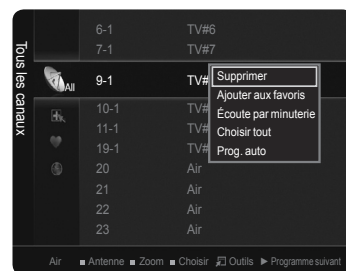 Tous les canaux
6-1 TV#6
7-1 TV#7
All 9-1 TV#
10-1 TV#
11-1 TV#
19-1 TV#
20 Air
21 Air
22 Air
23 Air
Supprimer
Ajouter aux favoris
Écoute par minuterie
Choisir tout
Prog. auto
Air ■ Antenne ■ Zoom ■ Choisir Outils ► Programme suivant